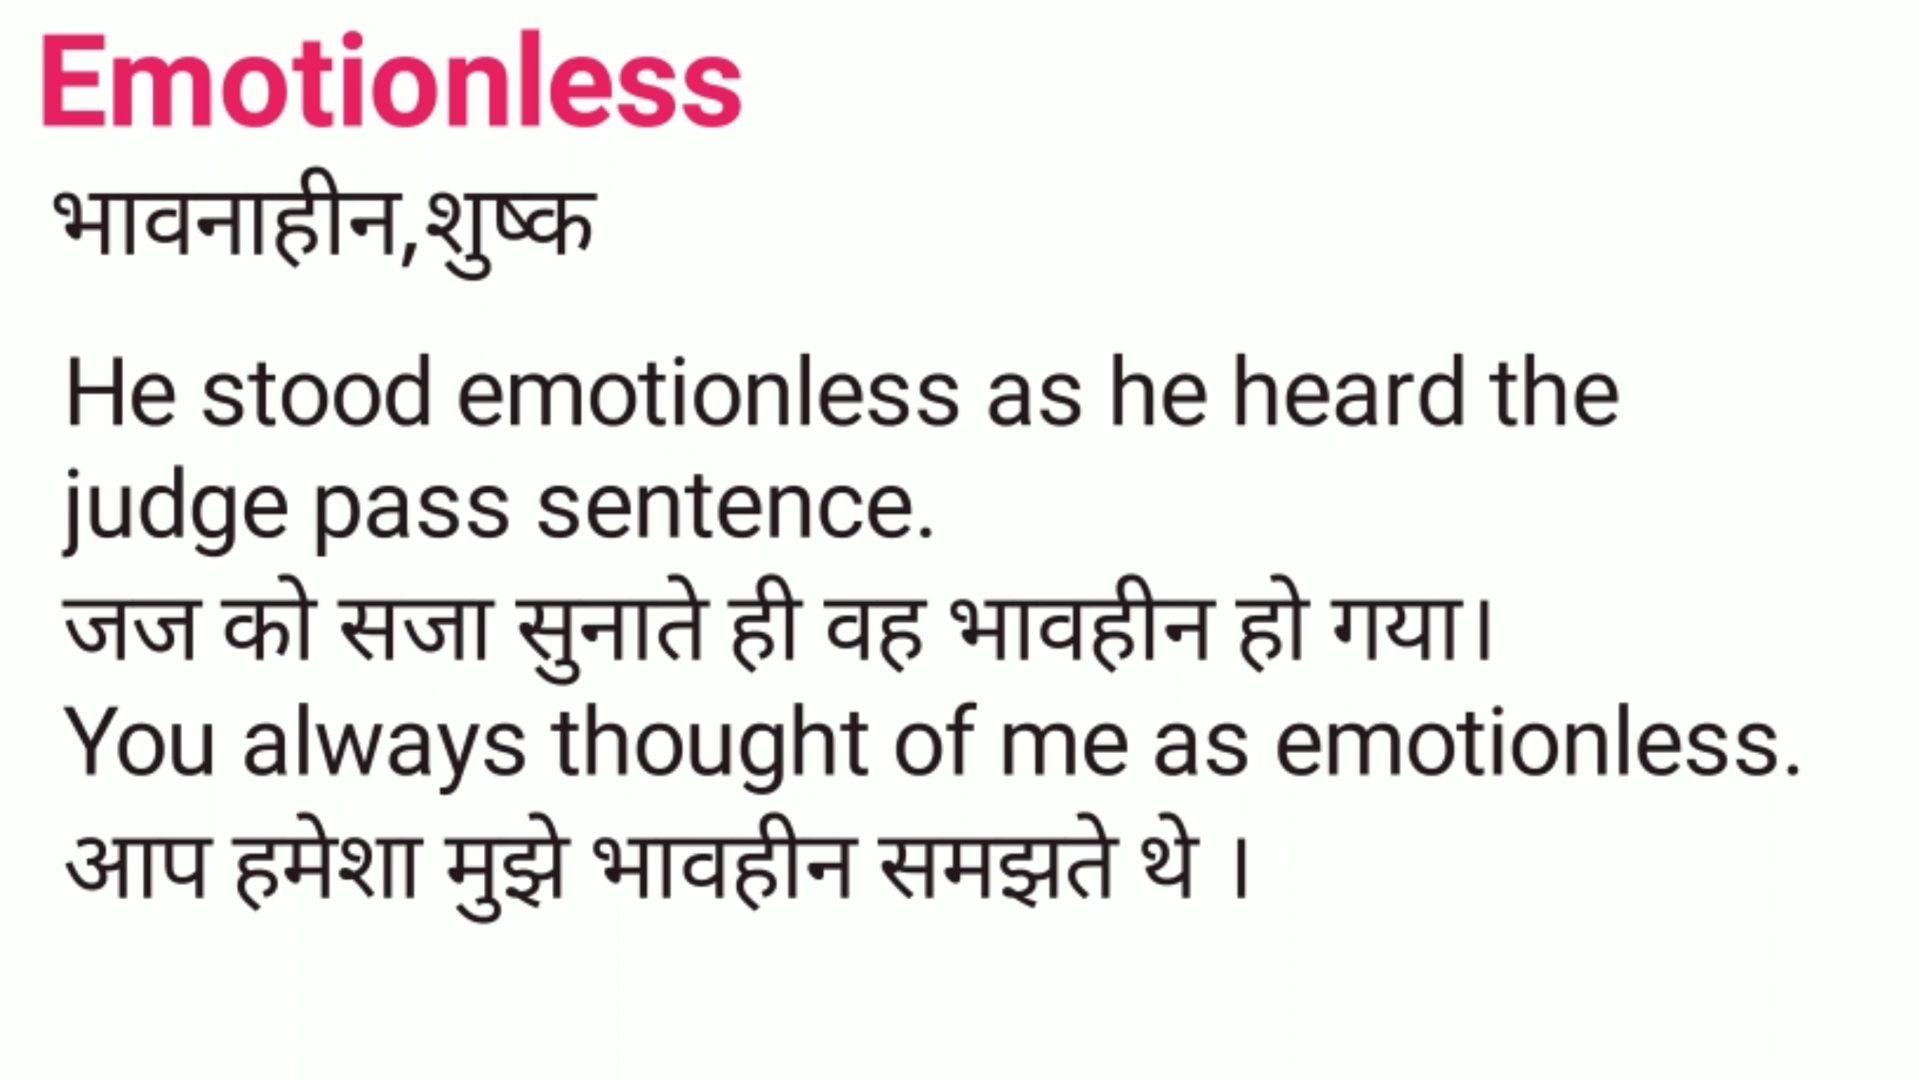 Emotionless
भावनाहीन,शुष्क
He stood emotionless as he heard the
judge pass sentence.
जज को सजा सुनाते ही वह भावहीन हो गया।
You always thought of me as emotionless.
आप हमेशा मुझे भावहीन समझते थे ।